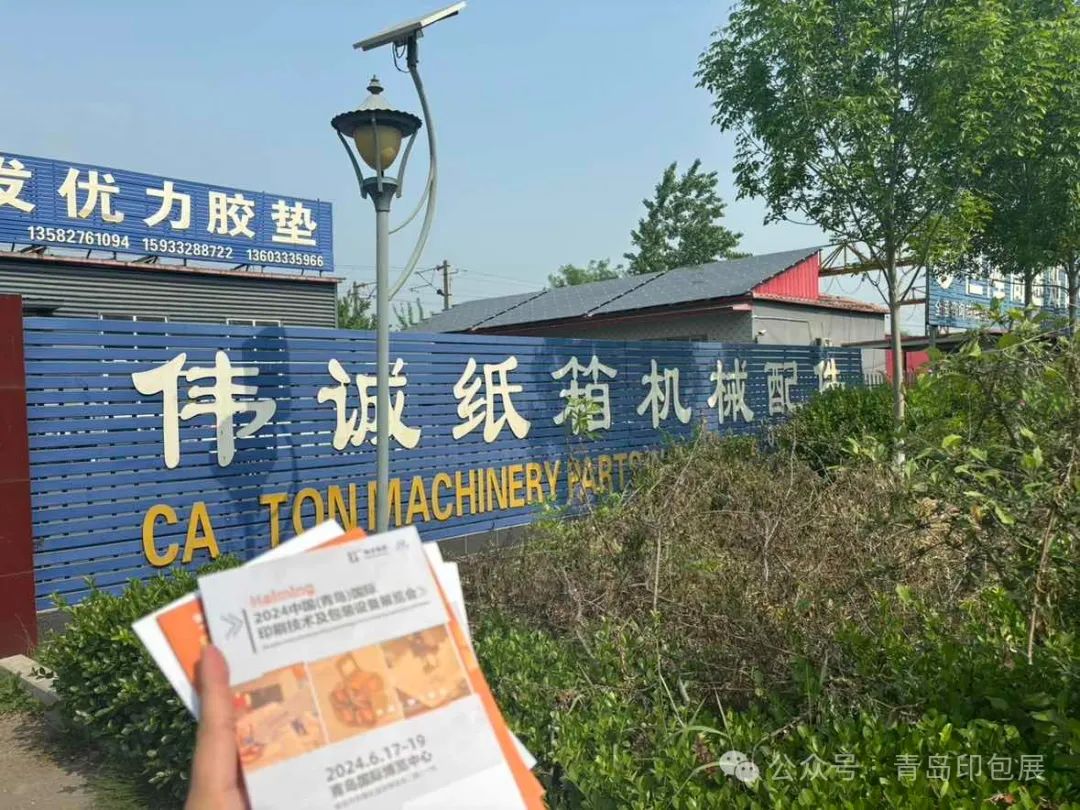 发优力胶垫
13582761094 15933288722 13603335966
伟诚纸箱机械配件
CA TON MACHINERY PARTS
Haiming
2024中国(青岛)国际
印刷技术及包装设备展览会
2024.6.17-19
青岛国际博览中心
公众号：青岛印包展